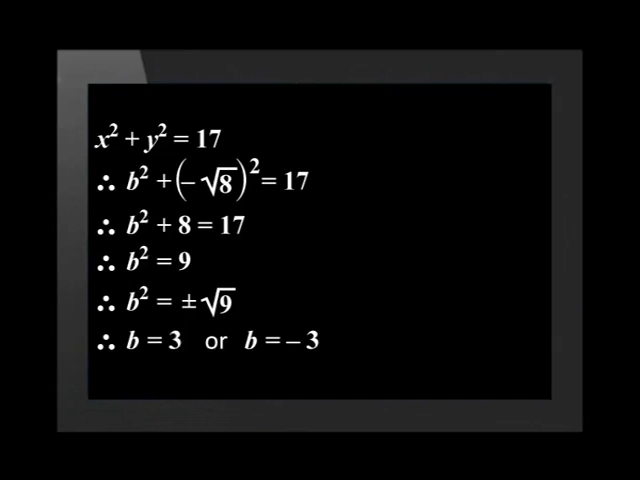 x² + y² = 17
∴ b² + (−√8)² = 17
∴ b² + 8 = 17
∴ b² = 9
∴ b² = ±√9
∴ b = 3 or b = − 3